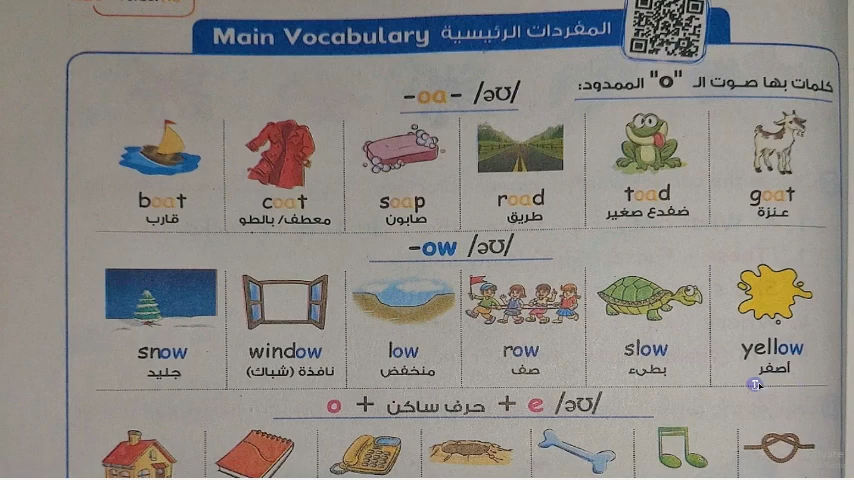 Main Vocabulary المفردات الرئيسية
كلمات بها صوت الـ "o" الممدود:
-oa- /əʊ/
boat coat soap road toad goat
قارب معطف/ بالطو صابون طريق ضفدع صغير عنزة
-ow /əʊ/
snow window low row slow yellow
جليد نافذة (شباك) منخفض صف بطىء أصفر
o + حرف ساكن + e /əʊ/